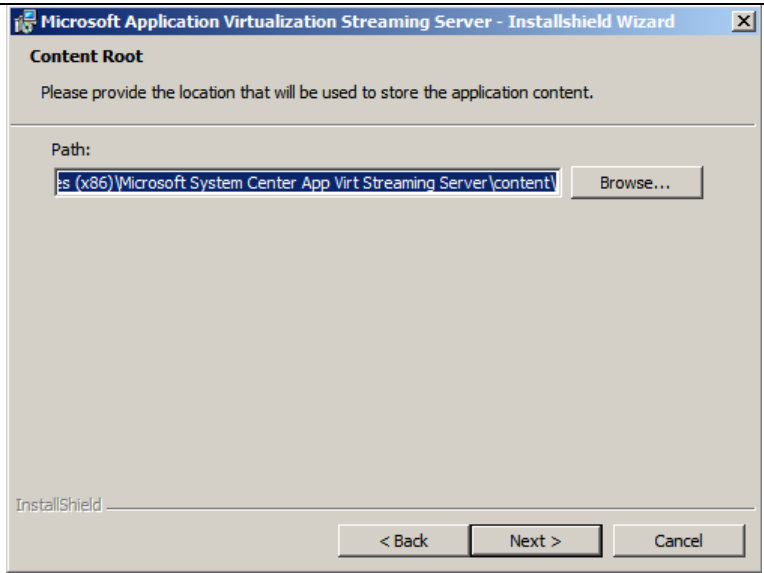 Microsoft Application Virtualization Streaming Server - Installshield Wizard
Content Root
Please provide the location that will be used to store the application content.
Path:
es (x86)\Microsoft System Center App Virt Streaming Server\content\
Browse...
InstallShield
< Back
Next >
Cancel